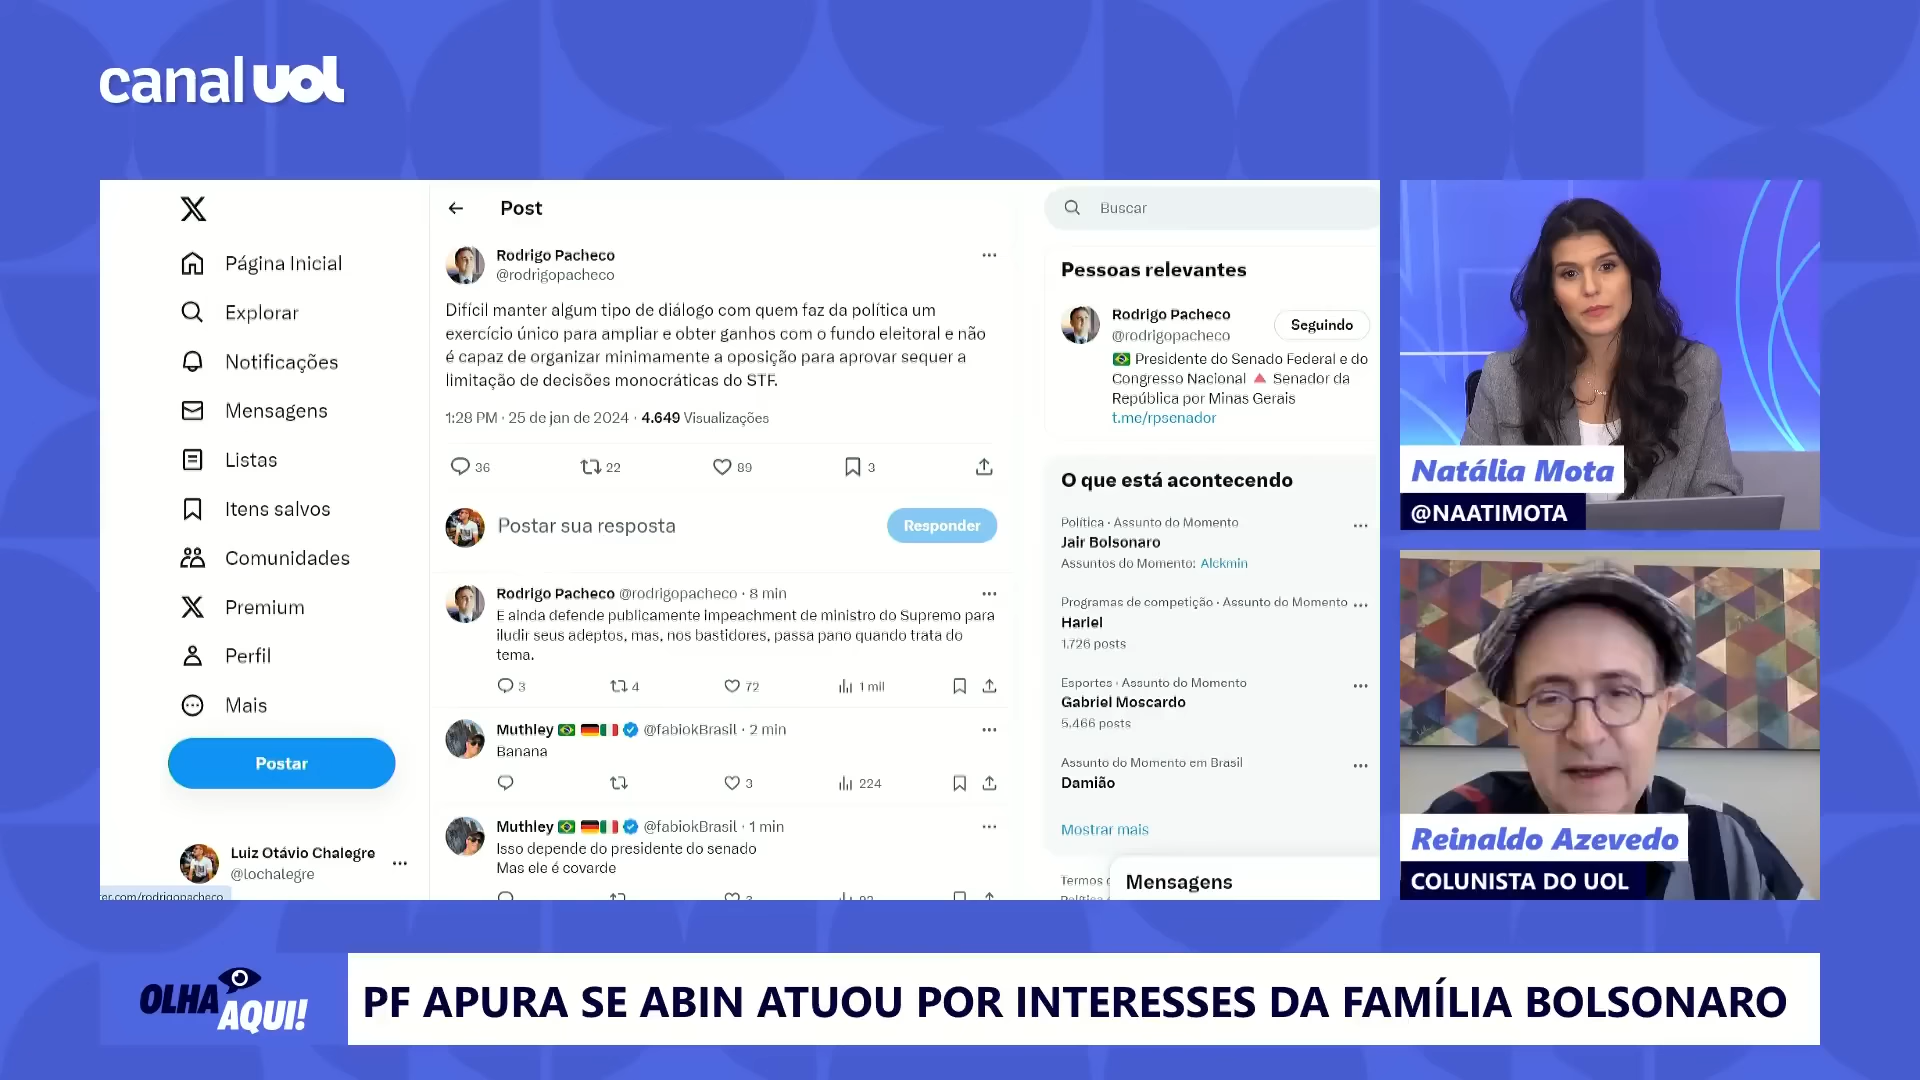 canal uol
X
Página Inicial
Explorar
Notificações
Mensagens
Listas
Itens salvos
Comunidades
Premium
Perfil
Mais
Postar
Luiz Otávio Chalegre
@lochalegre
ter.com/rodrigopacheco
Post
Rodrigo Pacheco
@rodrigopacheco
Difícil manter algum tipo de diálogo com quem faz da política um
exercício único para ampliar e obter ganhos com o fundo eleitoral e não
é capaz de organizar minimamente a oposição para aprovar sequer a
limitação de decisões monocráticas do STF.
1:28 PM · 25 de jan de 2024 · 4.649 Visualizações
36 22 89 3
Postar sua resposta
Responder
Rodrigo Pacheco @rodrigopacheco · 8 min
E ainda defende publicamente impeachment de ministro do Supremo para
iludir seus adeptos, mas, nos bastidores, passa pano quando trata do
tema.
3 4 72 1 mil
Muthley @fabiokBrasil · 2 min
Banana
3 224
Muthley @fabiokBrasil · 1 min
Isso depende do presidente do senado
Mas ele é covarde
Buscar
Pessoas relevantes
Rodrigo Pacheco
@rodrigopacheco
Seguindo
Presidente do Senado Federal e do
Congresso Nacional Senador da
República por Minas Gerais
t.me/rpsenador
O que está acontecendo
Política · Assunto do Momento
Jair Bolsonaro
Assuntos do Momento: Alckmin
Programas de competição · Assunto do Momento
Hariel
1.726 posts
Esportes · Assunto do Momento
Gabriel Moscardo
5.466 posts
Assunto do Momento em Brasil
Damião
Mostrar mais
Termos
Mensagens
Natália Mota
@NAATIMOTA
Reinaldo Azevedo
COLUNISTA DO UOL
OLHA
AQUI!
PF APURA SE ABIN ATUOU POR INTERESSES DA FAMÍLIA BOLSONARO